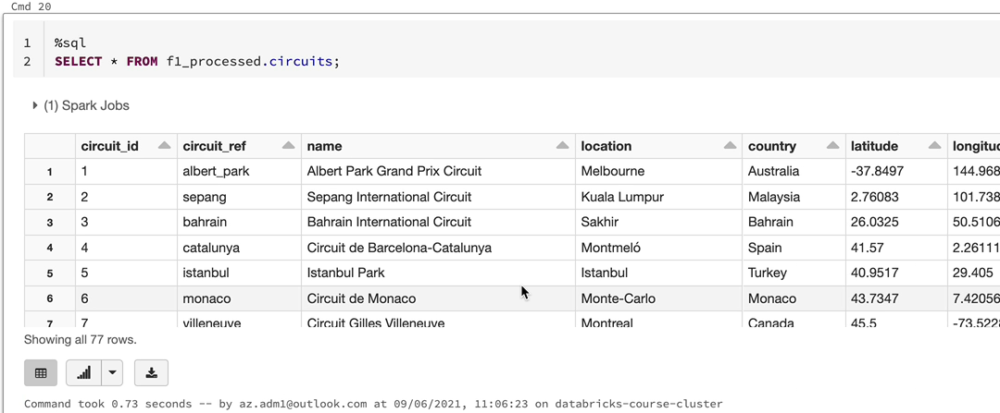 Cmd 20
1 %sql
2 SELECT * FROM f1_processed.circuits;
(1) Spark Jobs
circuit_id circuit_ref name location country latitude
1 1 albert_park Albert Park Grand Prix Circuit Melbourne Australia -37.8497 144.968
2 2 sepang Sepang International Circuit Kuala Lumpur Malaysia 2.76083 101.738
3 3 bahrain Bahrain International Circuit Sakhir Bahrain 26.0325 50.5106
4 4 catalunya Circuit de Barcelona-Catalunya Montmeló Spain 41.57 2.26111
5 5 istanbul Istanbul Park Istanbul Turkey 40.9517 29.405
6 6 monaco Circuit de Monaco Monte-Carlo Monaco 43.7347 7.42056
7 7 villeneuve Circuit Gilles Villeneuve Montreal Canada 45.5 -73.522
Showing all 77 rows.
Command took 0.73 seconds -- by az.adm1@outlook.com at 09/06/2021, 11:06:23 on databricks-course-cluster